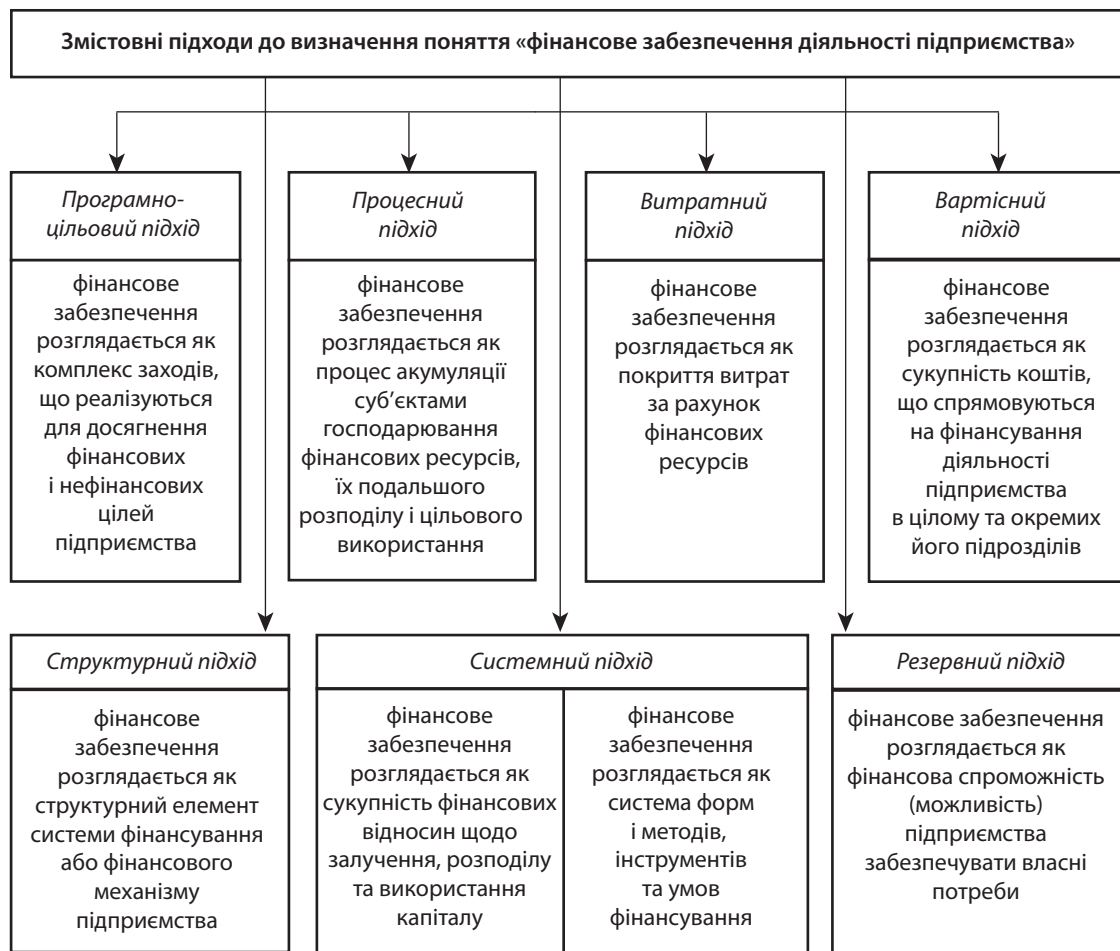 Змістовні підходи до визначення поняття «фінансове забезпечення діяльності підприємства»
Програмно-
цільовий підхід
фінансове
забезпечення
розглядається як
комплекс заходів,
що реалізуються
для досягнення
фінансових
і нефінансових
цілей
підприємства
Процесний
підхід
фінансове
забезпечення
розглядається як
процес акумуляції
суб’єктами
господарювання
фінансових ресурсів,
їх подальшого
розподілу і цільового
використання
Витратний
підхід
фінансове
забезпечення
розглядається як
покриття витрат
за рахунок
фінансових
ресурсів
Вартісний
підхід
фінансове
забезпечення
розглядається як
сукупність коштів,
що спрямовуються
на фінансування
діяльності
підприємства
в цілому та окремих
його підрозділів
Структурний підхід
фінансове
забезпечення
розглядається як
структурний елемент
системи фінансування
або фінансового
механізму
підприємства
Системний підхід
фінансове
забезпечення
розглядається як
сукупність фінансових
відносин щодо
залучення, розподілу
та використання
капіталу
фінансове
забезпечення
розглядається як
система форм
і методів,
інструментів
та умов
фінансування
Резервний підхід
фінансове забезпечення
розглядається як
фінансова спроможність
(можливість)
підприємства
забезпечувати власні
потреби